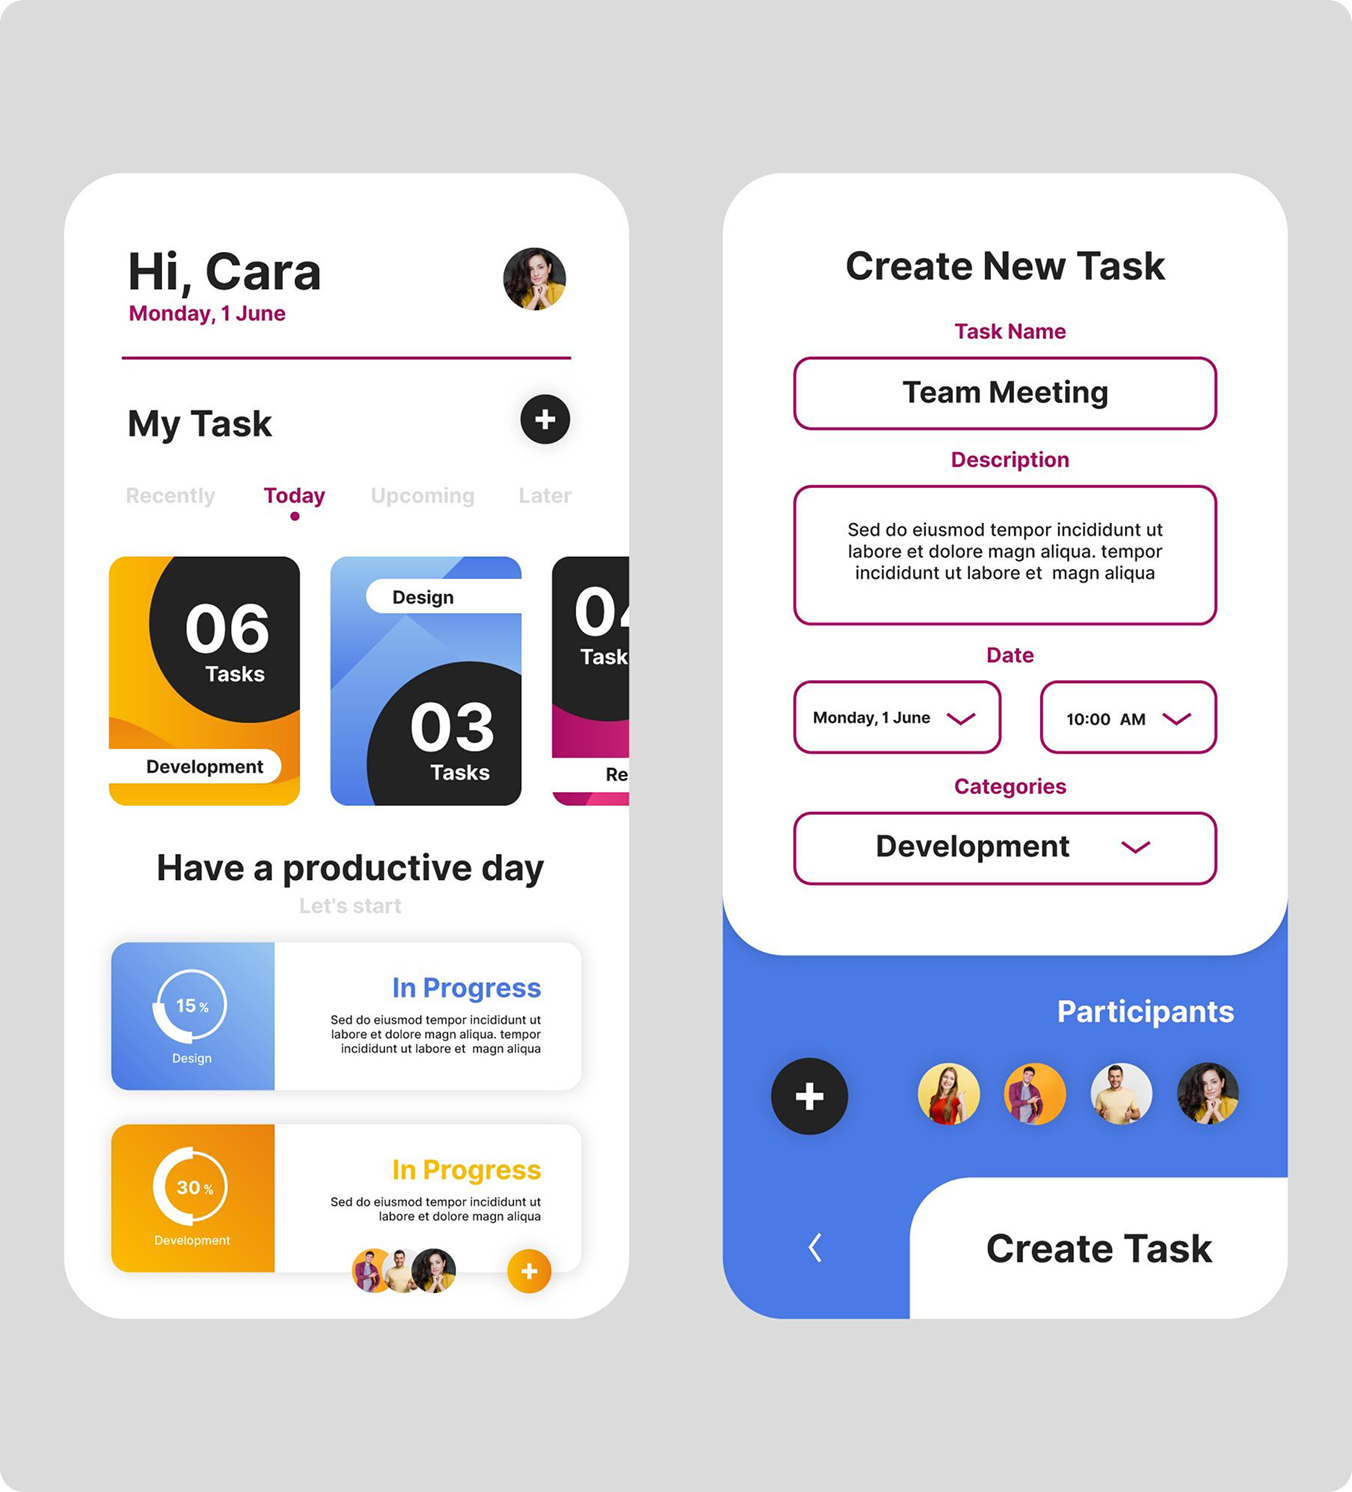 Hi, Cara
Monday, 1 June
My Task
Recently Today Upcoming Later
06
Tasks
Development
Design
03
Tasks
04
Task
Re
Have a productive day
Let's start
15 %
Design
In Progress
Sed do eiusmod tempor incididunt ut
labore et dolore magn aliqua. tempor
incididunt ut labore et magn aliqua
30 %
Development
In Progress
Sed do eiusmod tempor incididunt ut
labore et dolore magn aliqua
Create New Task
Task Name
Team Meeting
Description
Sed do eiusmod tempor incididunt ut
labore et dolore magn aliqua. tempor
incididunt ut labore et magn aliqua
Date
Monday, 1 June
10:00 AM
Categories
Development
Participants
Create Task